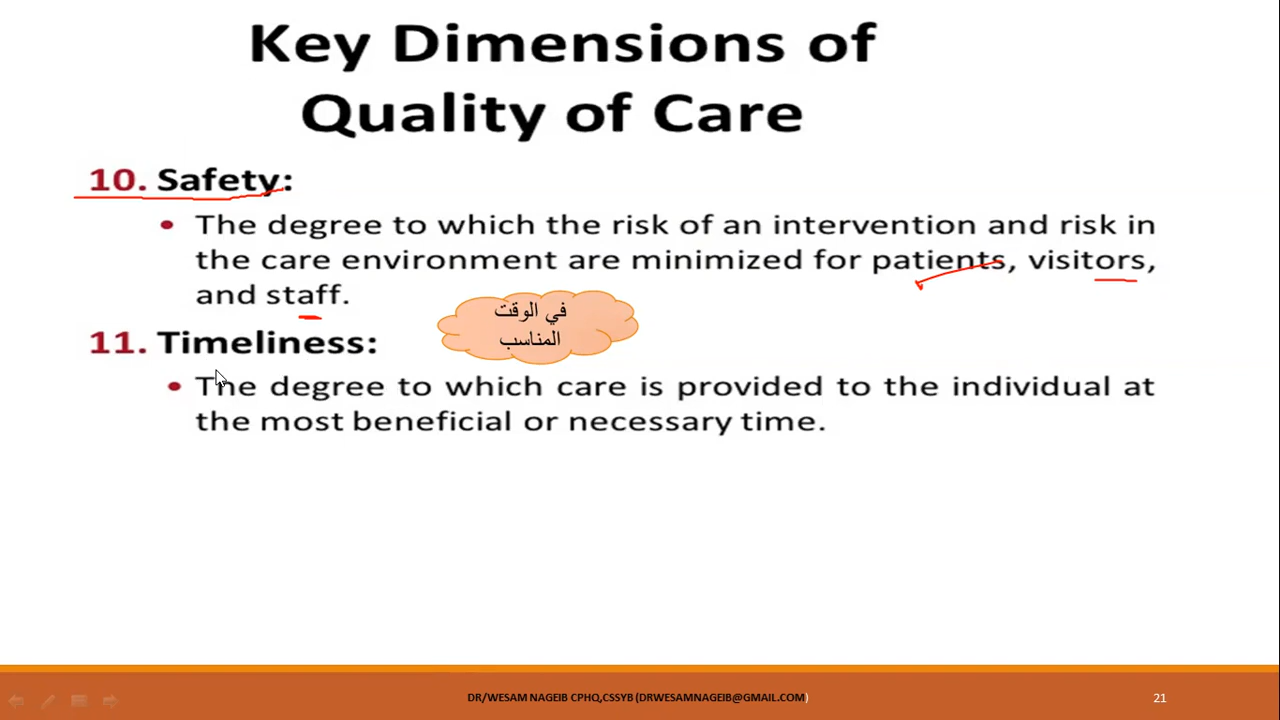 Key Dimensions of
Quality of Care
10. Safety:
• The degree to which the risk of an intervention and risk in
the care environment are minimized for patients, visitors,
and staff.
في الوقت
المناسب
11. Timeliness:
• The degree to which care is provided to the individual at
the most beneficial or necessary time.
DR/WESAM NAGEIB CPHQ,CSSYB (DRWESAMNAGEIB@GMAIL.COM)
21